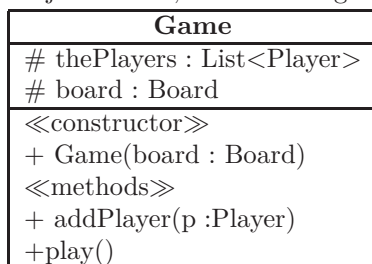 Game
# thePlayers : List<Player>
# board : Board
≪constructor≫
+ Game(board : Board)
≪methods≫
+ addPlayer(p :Player)
+play()